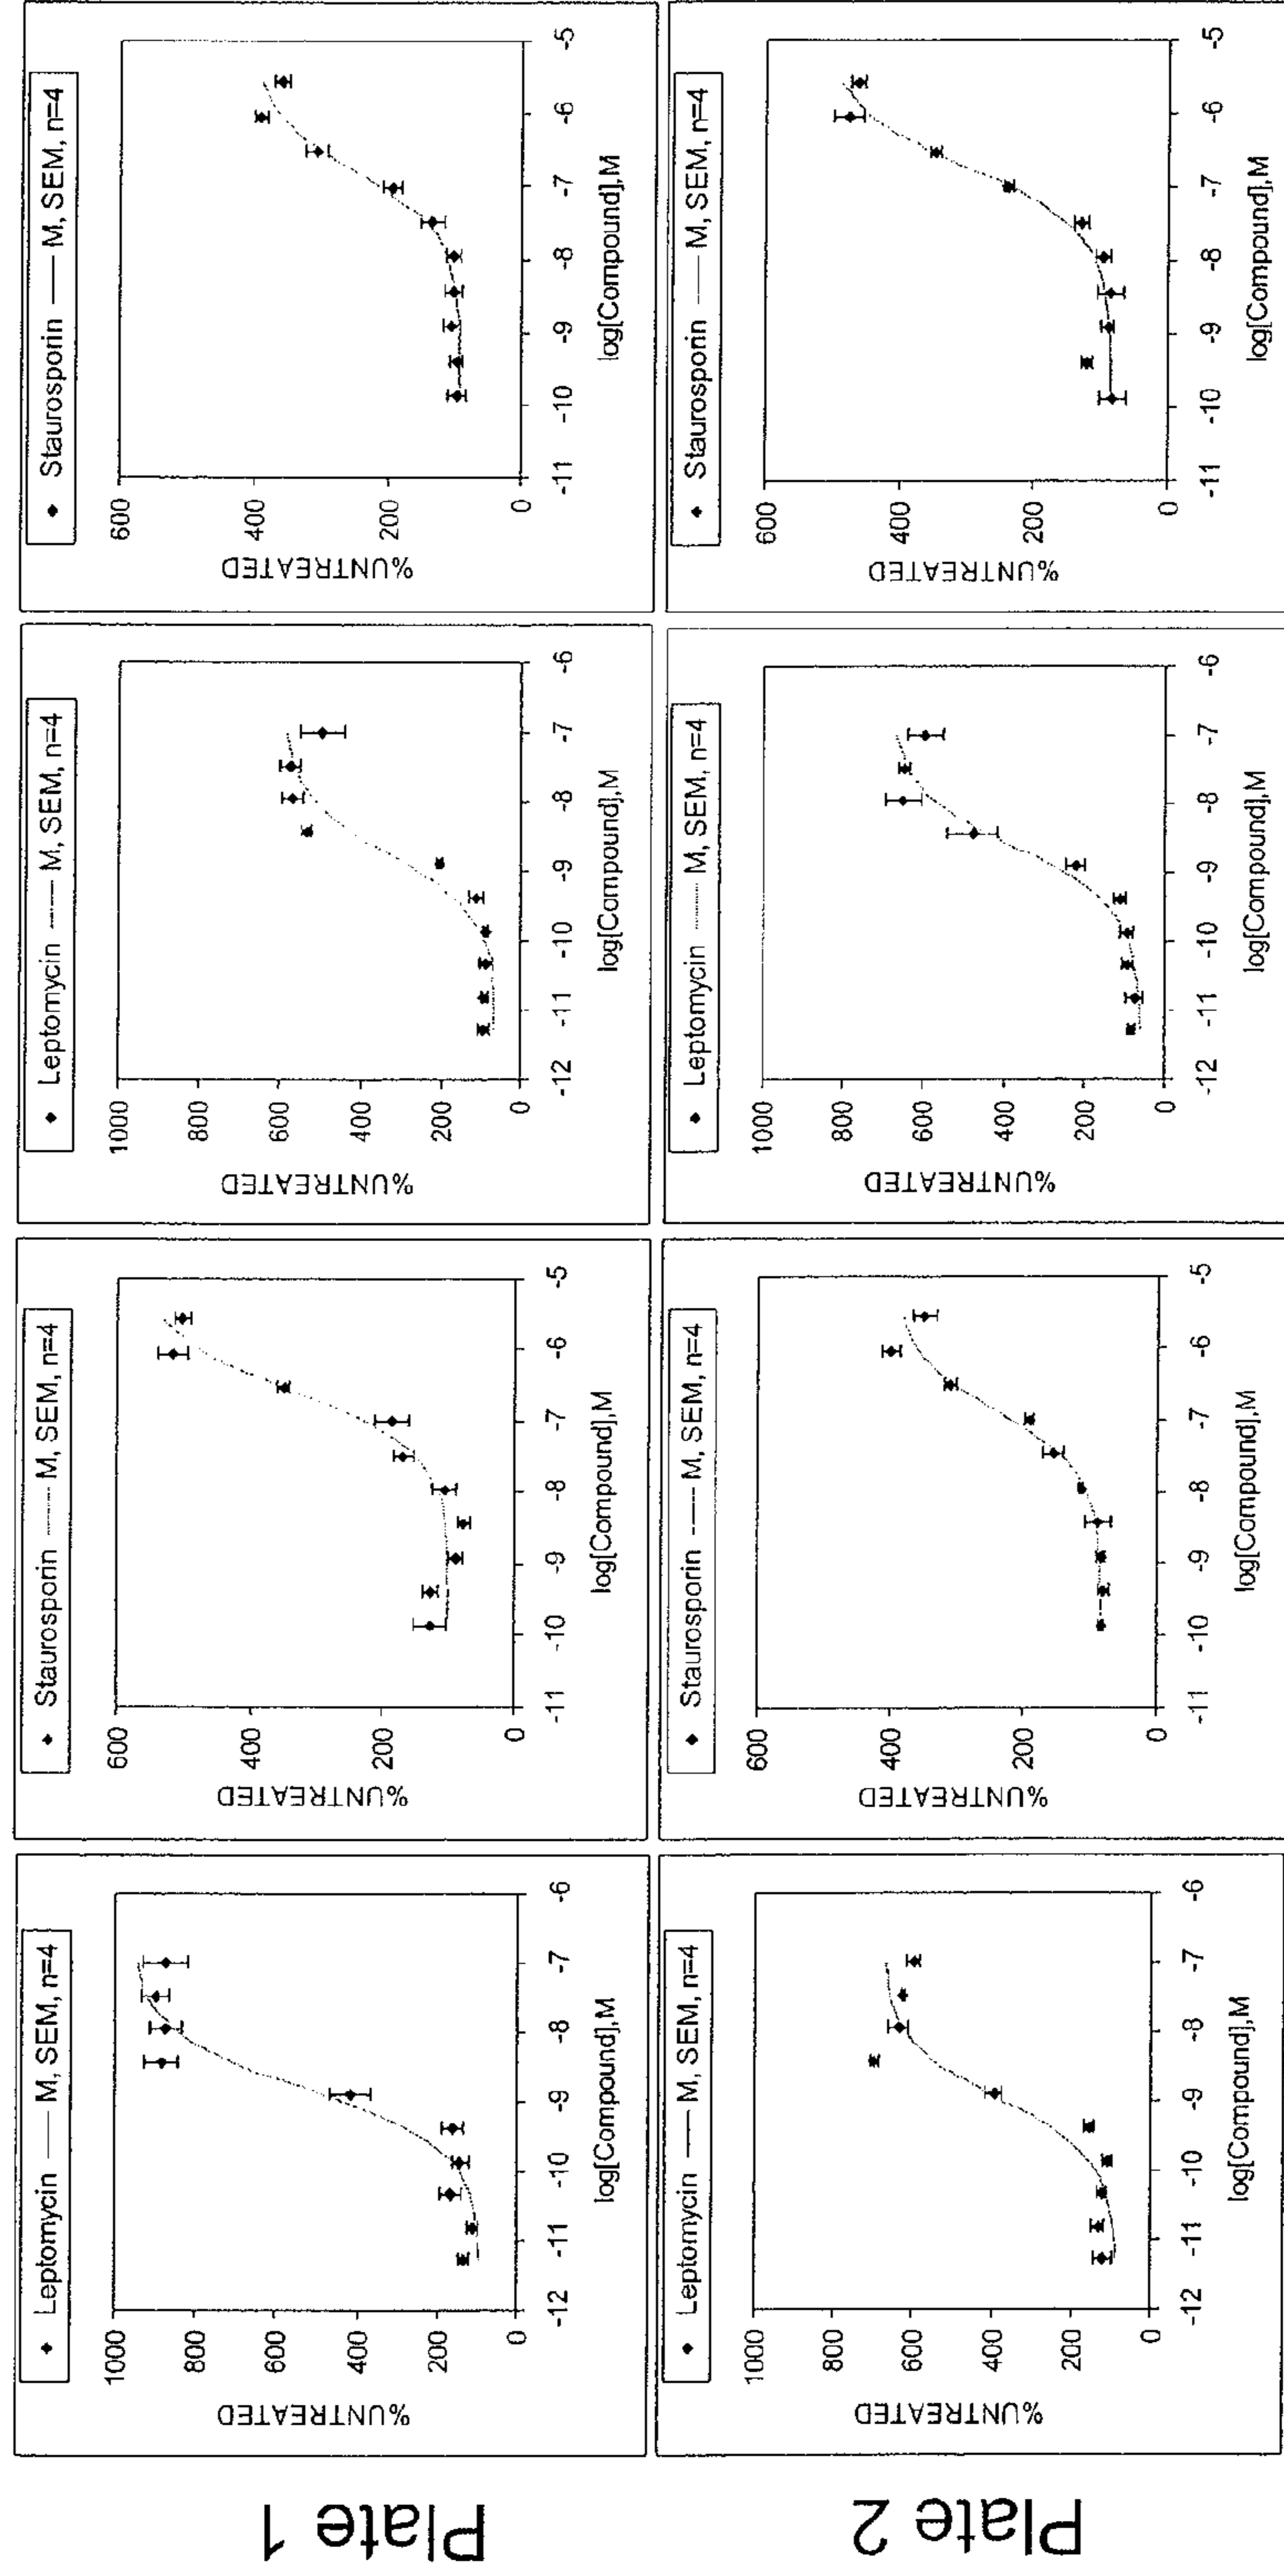 Plate 1
Leptomycin M, SEM, n=4
%UNTREATED
1000
800
600
400
200
0
-12 -11 -10 -9 -8 -7 -6
log[Compound],M
Staurosporin M, SEM, n=4
%UNTREATED
600
400
200
0
-11 -10 -9 -8 -7 -6 -5
log[Compound],M
Leptomycin M, SEM, n=4
%UNTREATED
1000
800
600
400
200
0
-12 -11 -10 -9 -8 -7 -6
log[Compound],M
Staurosporin M, SEM, n=4
%UNTREATED
600
400
200
0
-11 -10 -9 -8 -7 -6 -5
log[Compound],M
Plate 2
Leptomycin M, SEM, n=4
%UNTREATED
1000
800
600
400
200
0
-12 -11 -10 -9 -8 -7 -6
log[Compound],M
Staurosporin M, SEM, n=4
%UNTREATED
600
400
200
0
-11 -10 -9 -8 -7 -6 -5
log[Compound],M
Leptomycin M, SEM, n=4
%UNTREATED
1000
800
600
400
200
0
-12 -11 -10 -9 -8 -7 -6
log[Compound],M
Staurosporin M, SEM, n=4
%UNTREATED
600
400
200
0
-11 -10 -9 -8 -7 -6 -5
log[Compound],M